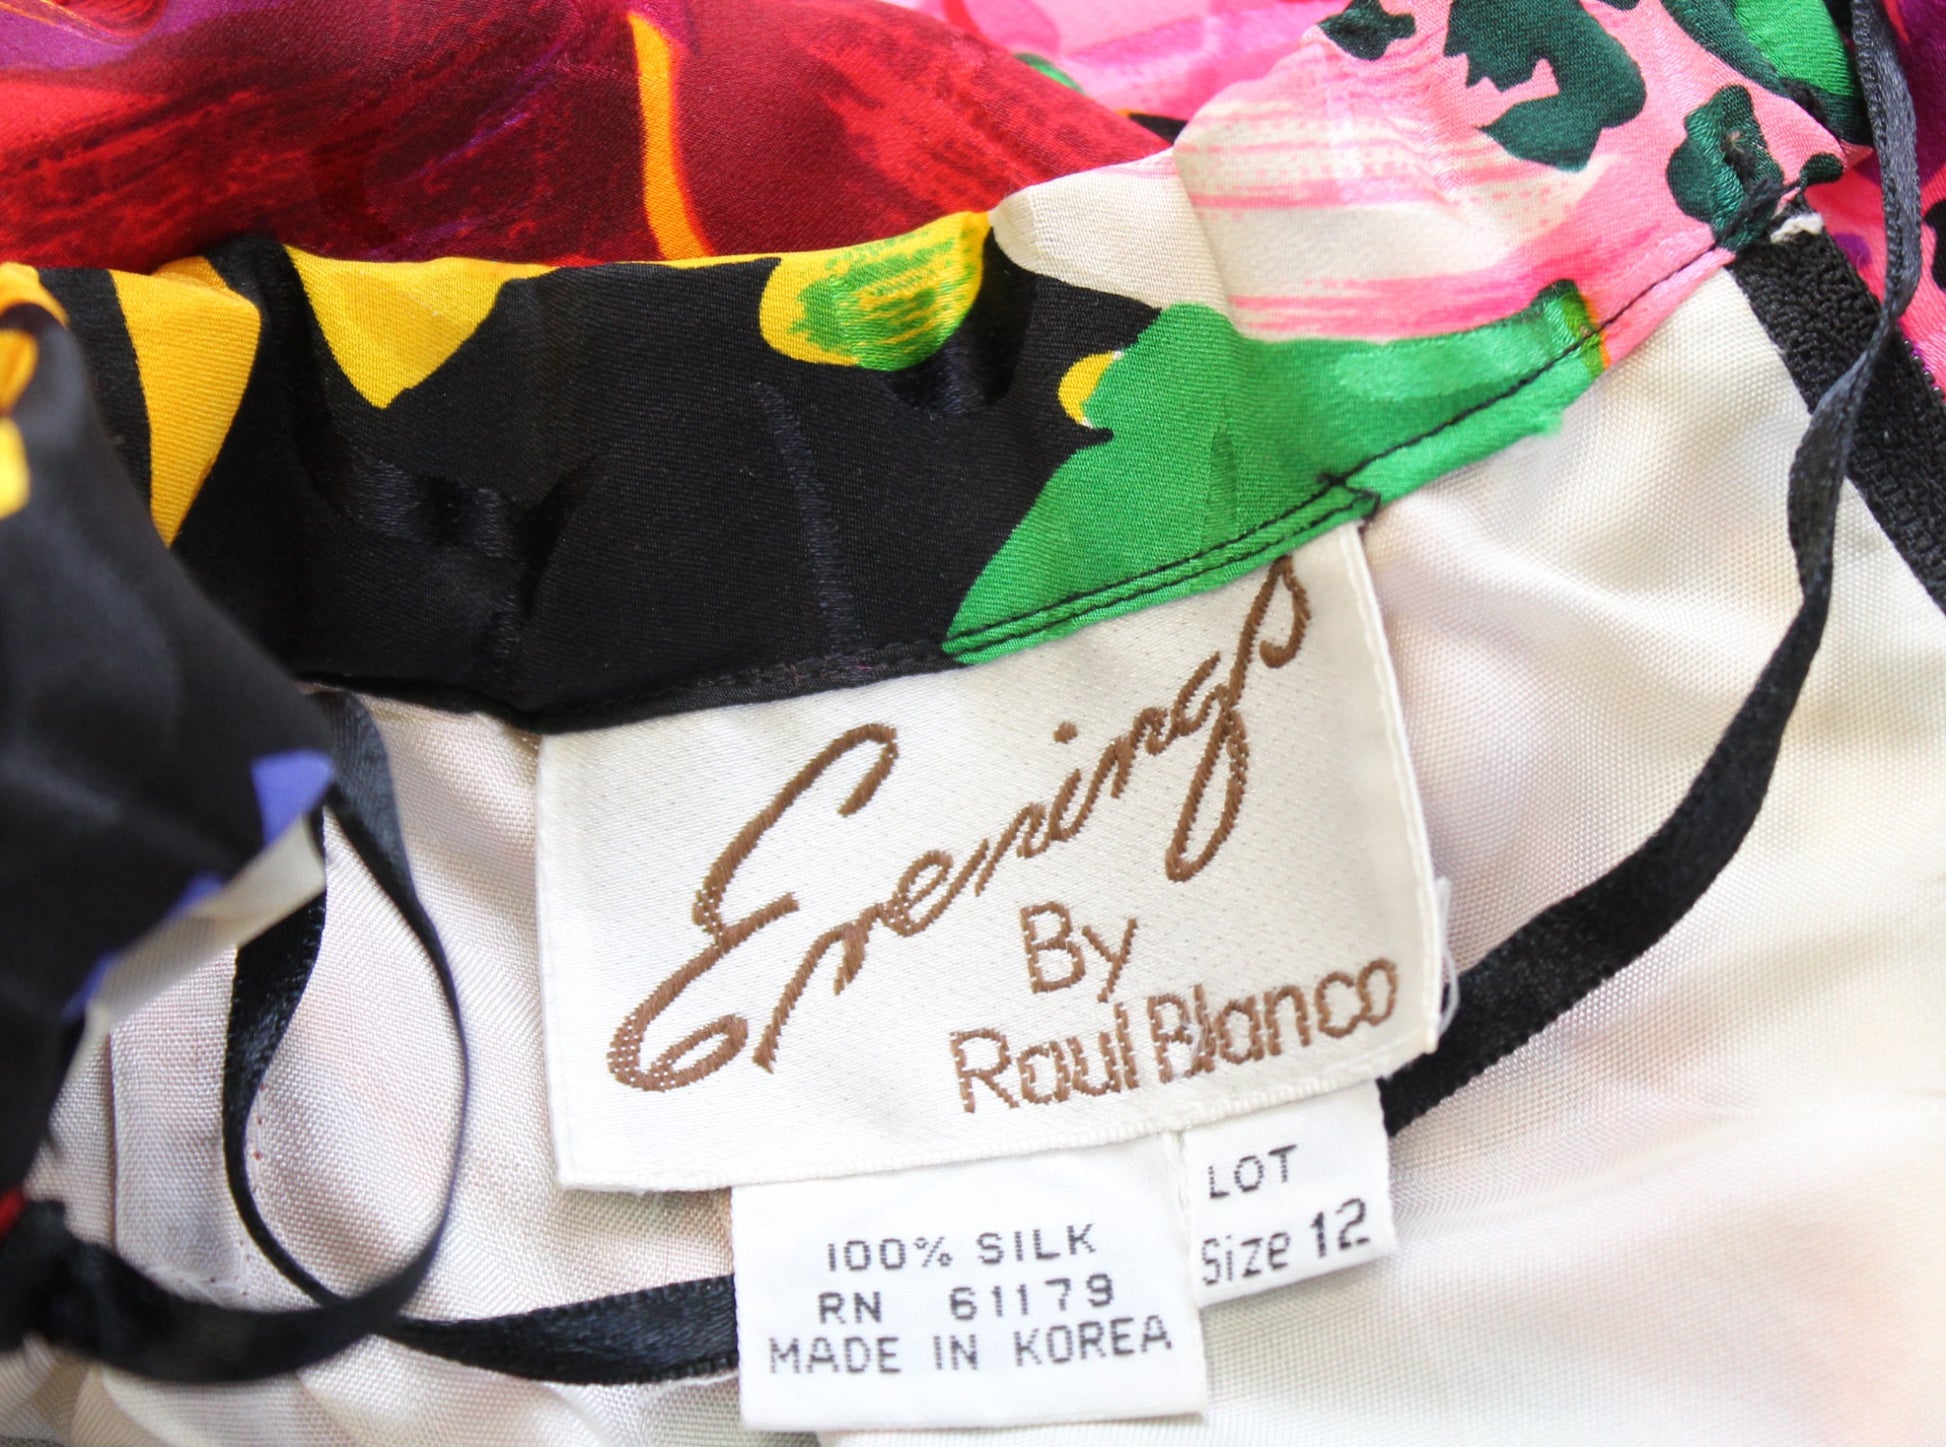 Evenings
By
Raul Blanco
LOT
Size 12
100% SILK
RN 61179
MADE IN KOREA